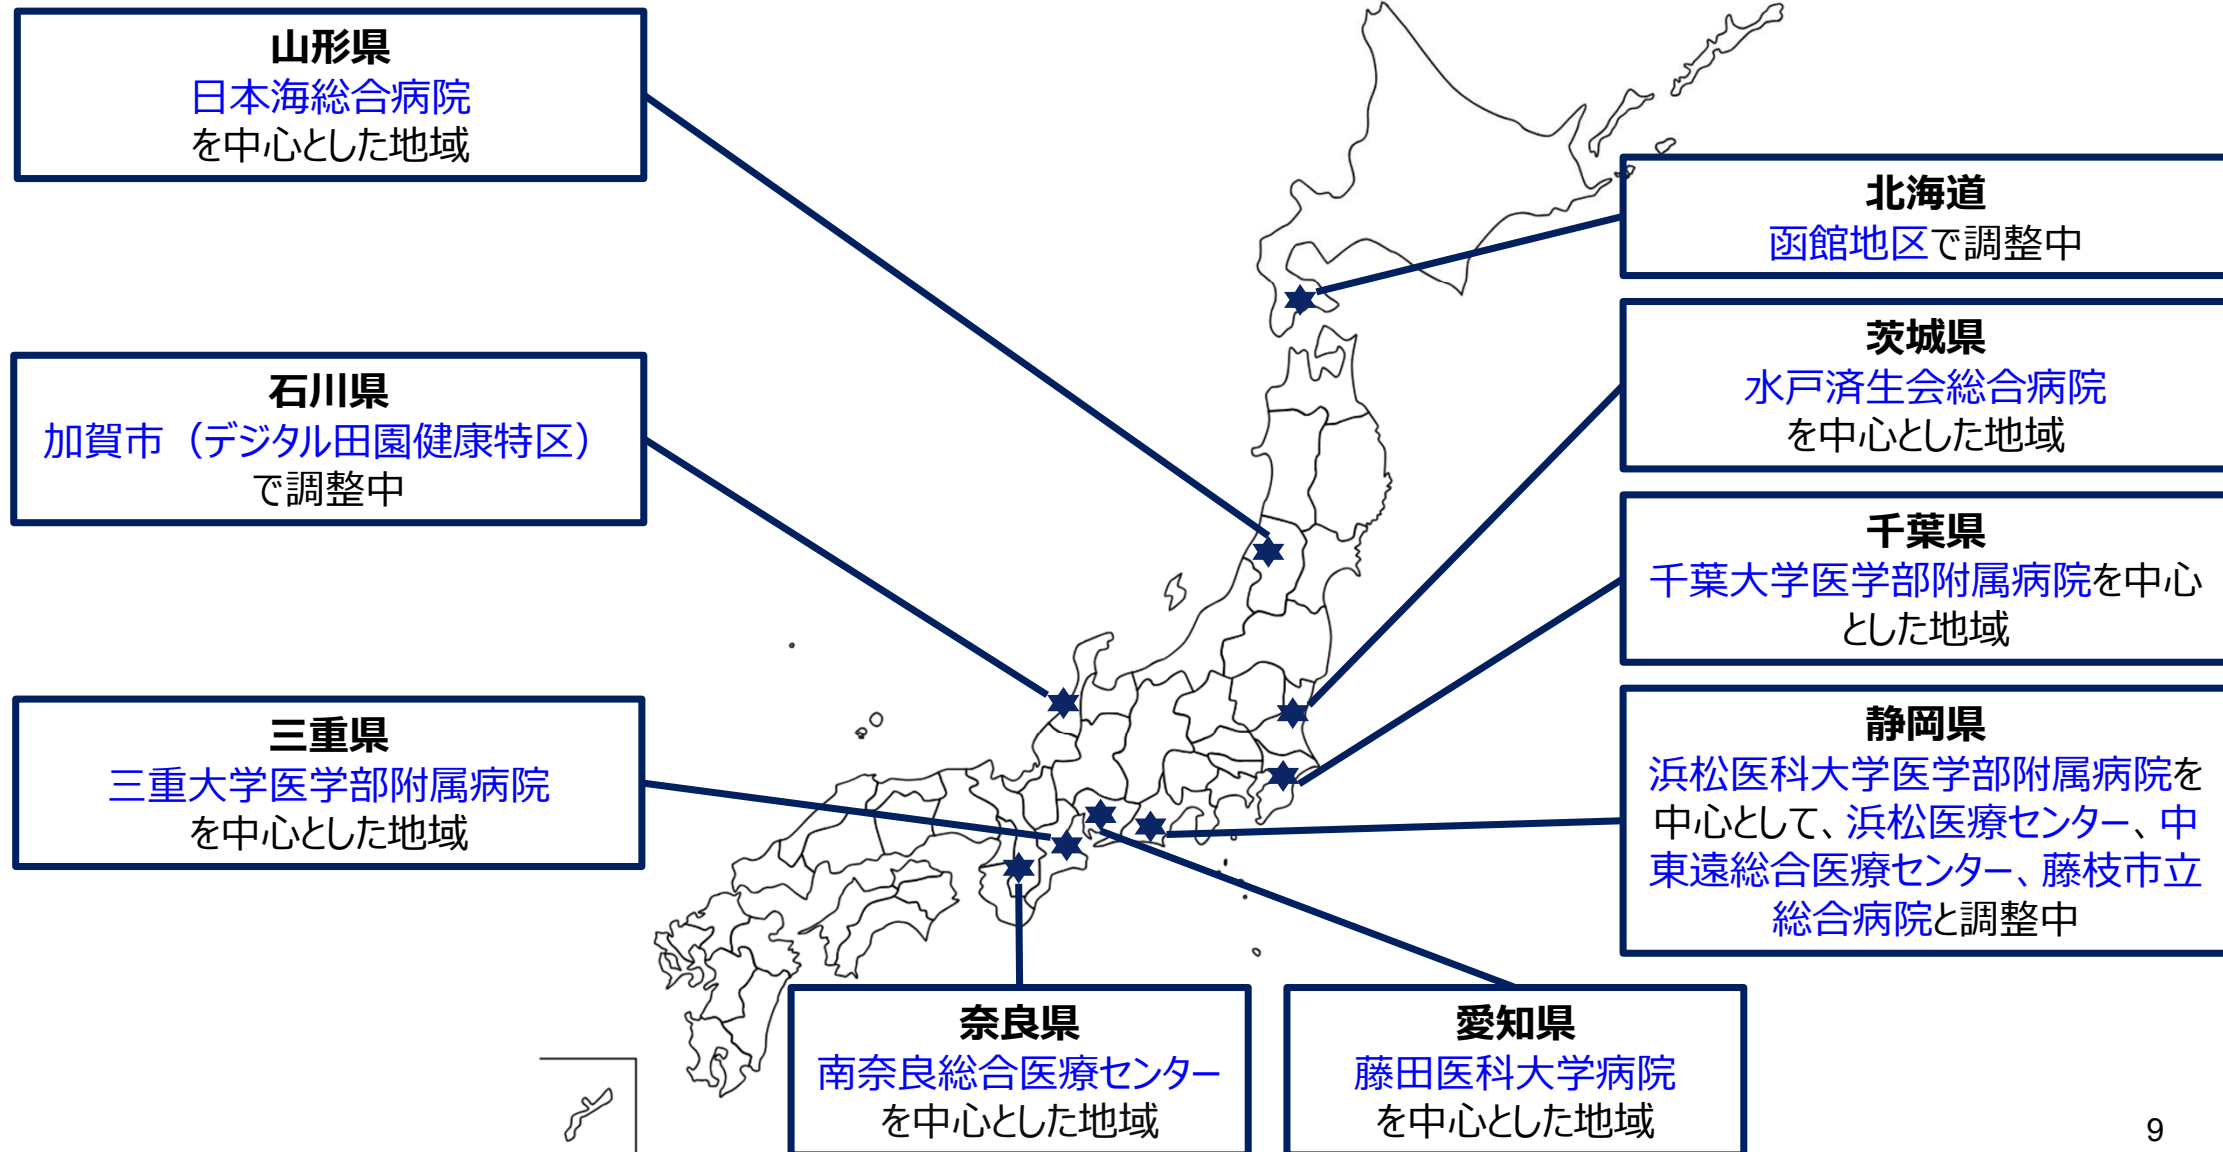 山形県
日本海総合病院
を中心とした地域
北海道
函館地区で調整中
茨城県
水戸済生会総合病院
を中心とした地域
石川県
加賀市（デジタル田園健康特区）
で調整中
千葉県
千葉大学医学部附属病院を中心
とした地域
三重県
三重大学医学部附属病院
を中心とした地域
静岡県
浜松医科大学医学部附属病院を
中心として、浜松医療センター、中
東遠総合医療センター、藤枝市立
総合病院と調整中
奈良県
南奈良総合医療センター
を中心とした地域
愛知県
藤田医科大学病院
を中心とした地域
9